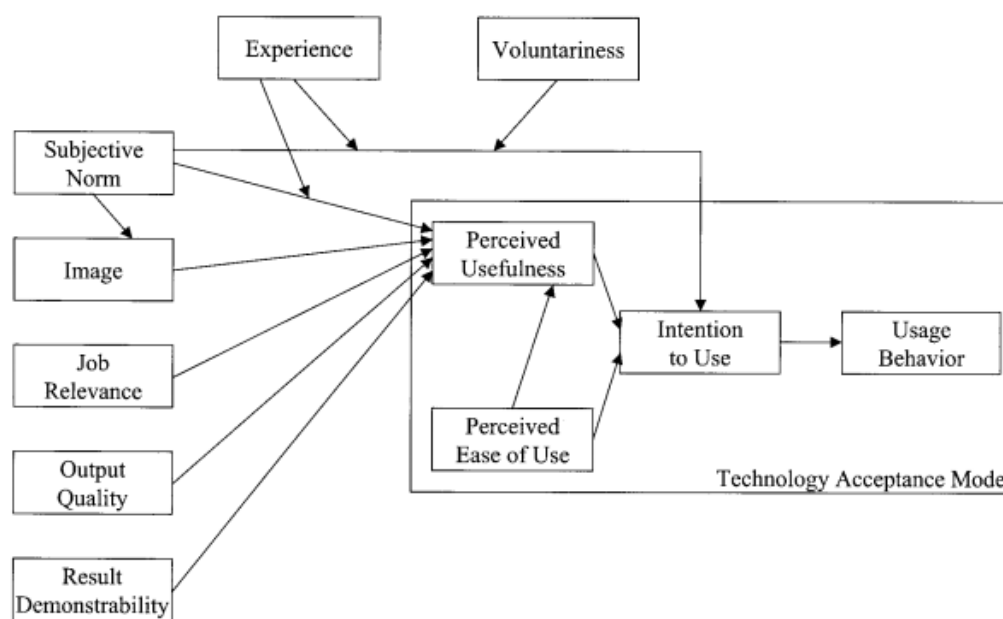 Experience
Voluntariness
Subjective
Norm
Image
Job
Relevance
Output
Quality
Result
Demonstrability
Perceived
Usefulness
Perceived
Ease of Use
Intention
to Use
Usage
Behavior
Technology Acceptance Mode